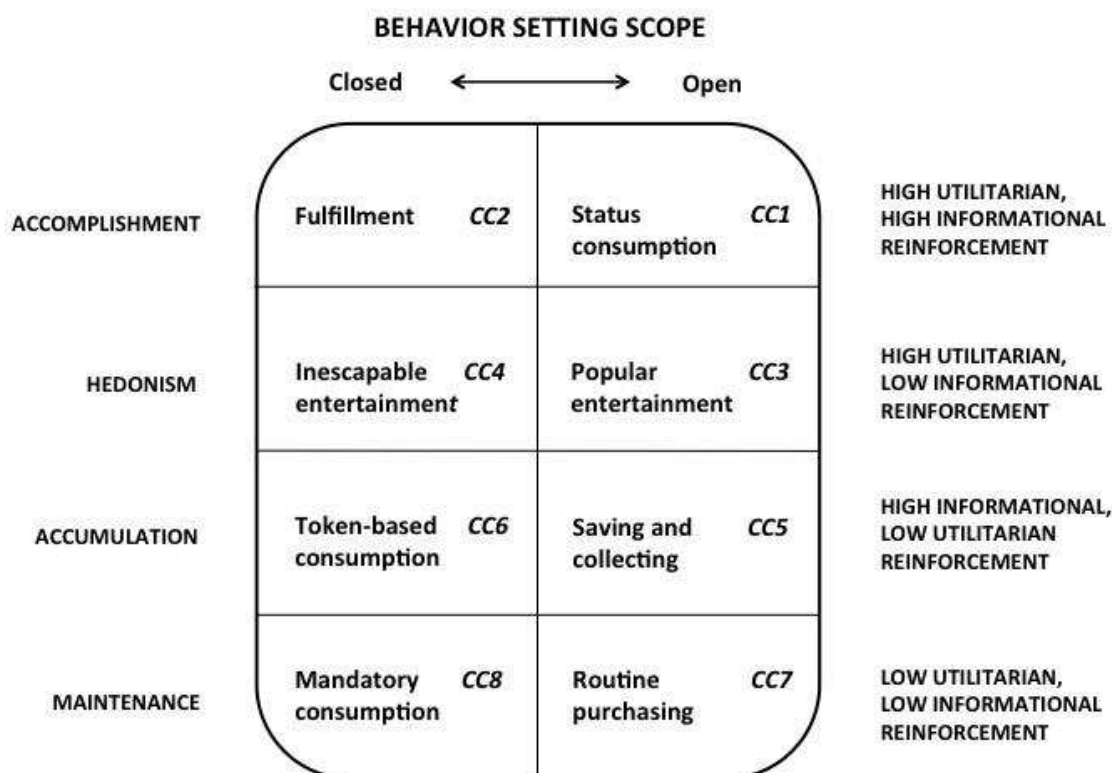 BEHAVIOR SETTING SCOPE
Closed Open
ACCOMPLISHMENT
Fulfillment CC2
Status CC1
consumption
HIGH UTILITARIAN,
HIGH INFORMATIONAL
REINFORCEMENT
HEDONISM
Inescapable CC4
entertainment
Popular CC3
entertainment
HIGH UTILITARIAN,
LOW INFORMATIONAL
REINFORCEMENT
ACCUMULATION
Token-based CC6
consumption
Saving and CC5
collecting
HIGH INFORMATIONAL,
LOW UTILITARIAN
REINFORCEMENT
MAINTENANCE
Mandatory CC8
consumption
Routine CC7
purchasing
LOW UTILITARIAN,
LOW INFORMATIONAL
REINFORCEMENT